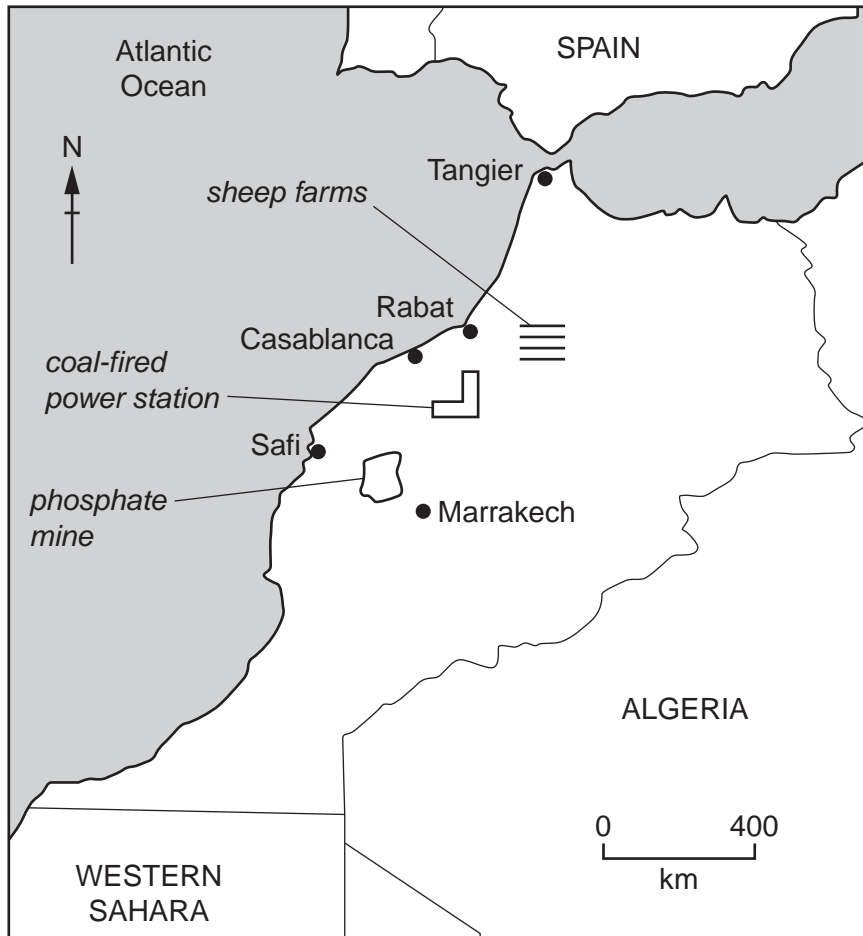 Atlantic
Ocean
SPAIN
N
Tangier
sheep farms
Rabat
Casablanca
coal-fired
power station
Safi
phosphate
mine
Marrakech
ALGERIA
0 400
km
WESTERN
SAHARA